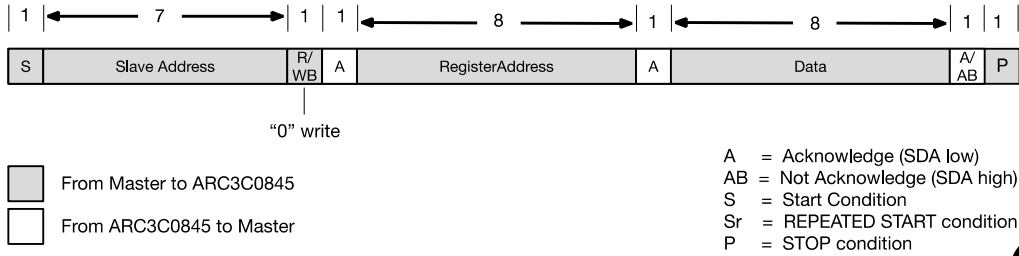 1 7 1 1 8 1 8 1 1
S Slave Address R/WB A RegisterAddress A Data A/AB P
“0” write
From Master to ARC3C0845
From ARC3C0845 to Master
A = Acknowledge (SDA low)
AB = Not Acknowledge (SDA high)
S = Start Condition
Sr = REPEATED START condition
P = STOP condition